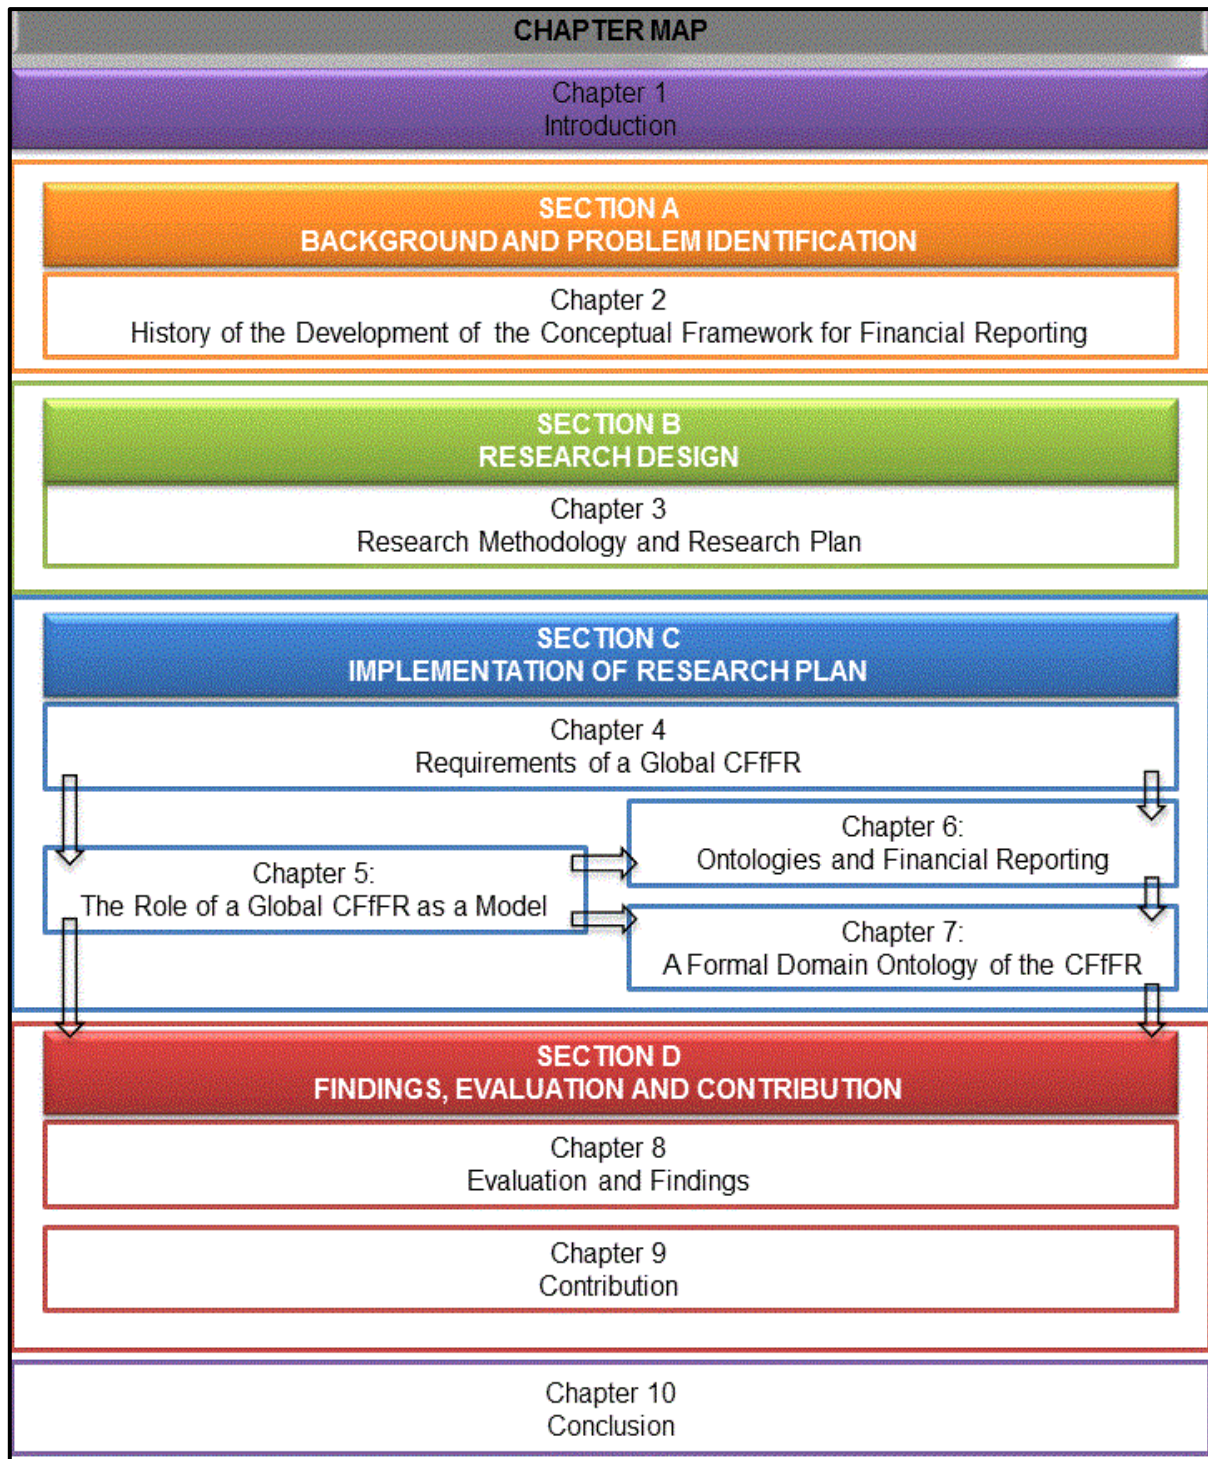 CHAPTER MAP
Chapter 1
Introduction
SECTION A
BACKGROUND AND PROBLEM IDENTIFICATION
Chapter 2
History of the Development of the Conceptual Framework for Financial Reporting
SECTION B
RESEARCH DESIGN
Chapter 3
Research Methodology and Research Plan
SECTION C
IMPLEMENTATION OF RESEARCH PLAN
Chapter 4
Requirements of a Global CFfFR
Chapter 5:
The Role of a Global CFfFR as a Model
Chapter 6:
Ontologies and Financial Reporting
Chapter 7:
A Formal Domain Ontology of the CFfFR
SECTION D
FINDINGS, EVALUATION AND CONTRIBUTION
Chapter 8
Evaluation and Findings
Chapter 9
Contribution
Chapter 10
Conclusion